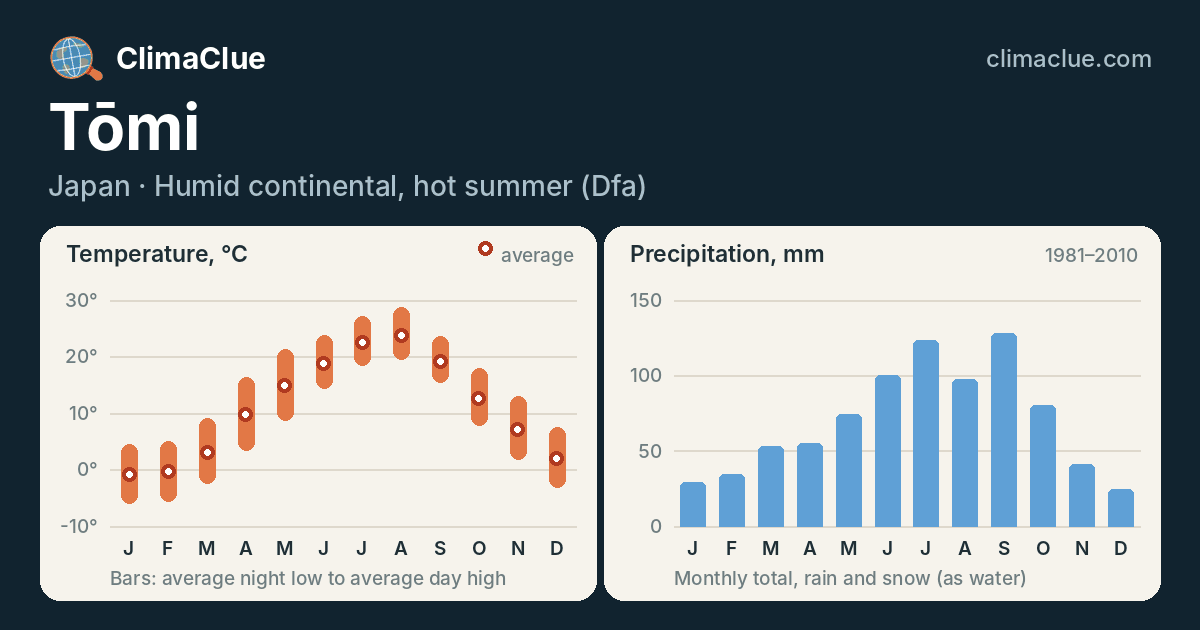 ClimaClue
climaclue.com
Tōmi
Japan · Humid continental, hot summer (Dfa)
Temperature, °C
average
30°
20°
10°
0°
-10°
J F M A M J J A S O N D
Bars: average night low to average day high
Precipitation, mm
1981–2010
150
100
50
0
J F M A M J J A S O N D
Monthly total, rain and snow (as water)